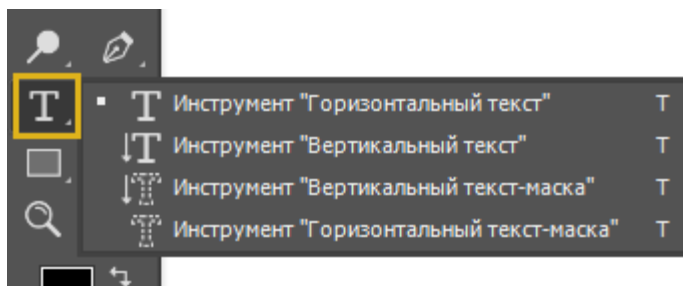 Инструмент "Горизонтальный текст" T
Инструмент "Вертикальный текст" T
Инструмент "Вертикальный текст-маска" T
Инструмент "Горизонтальный текст-маска" T